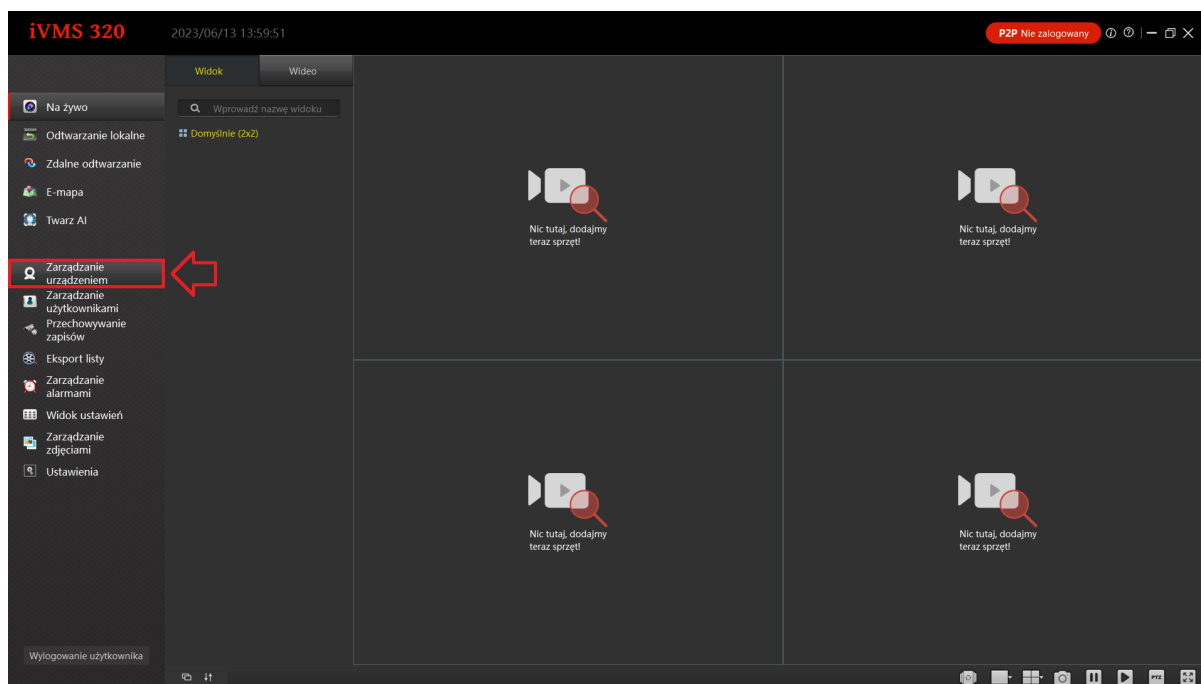 iVMS 320
2023/06/13 13:59:51
P2P Nie zalogowany
Widok
Wideo
Wprowadź nazwę widoku
Domyślnie (2x2)
Na żywo
Odtwarzanie lokalne
Zdalne odtwarzanie
E-mapa
Twarz AI
Zarządzanie
urządzeniem
Zarządzanie
użytkownikami
Przechowywanie
zapisów
Eksport listy
Zarządzanie
alarmami
Widok ustawień
Zarządzanie
zdjęciami
Ustawienia
Wylogowanie użytkownika
Nic tutaj, dodajmy
teraz sprzęt!
Nic tutaj, dodajmy
teraz sprzęt!
Nic tutaj, dodajmy
teraz sprzęt!
Nic tutaj, dodajmy
teraz sprzęt!
PTZ